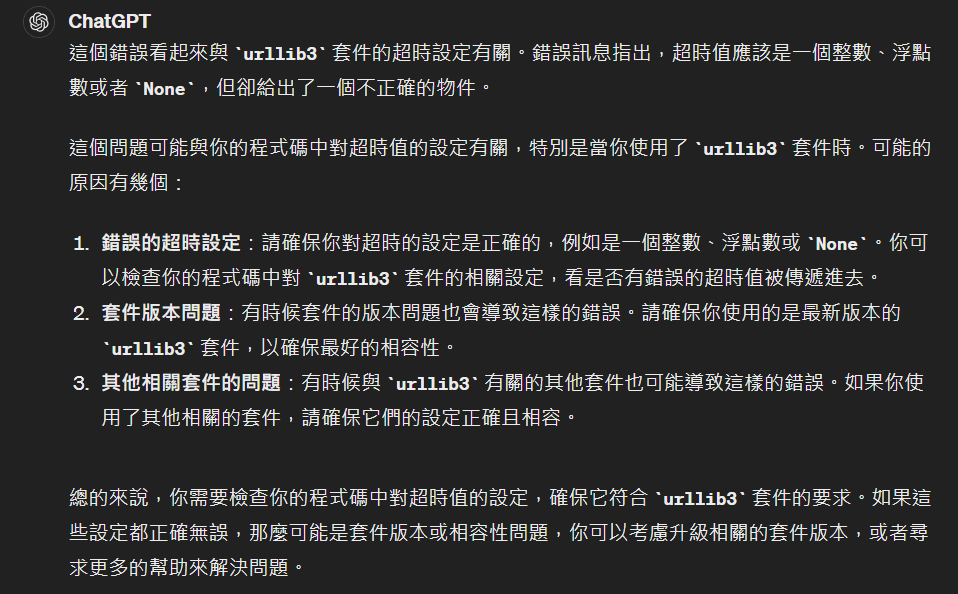 ChatGPT
這個錯誤看起來與 `urllib3` 套件的超時設定有關。錯誤訊息指出，超時值應該是一個整數、浮點
數或者 `None`，但卻給出了一個不正確的物件。
這個問題可能與你的程式碼中對超時值的設定有關，特別是當你使用了 `urllib3` 套件時。可能的
原因有幾個：
1. 錯誤的超時設定：請確保你對超時的設定是正確的，例如是一個整數、浮點數或 `None`。你可
以檢查你的程式碼中對 `urllib3` 套件的相關設定，看是否有錯誤的超時值被傳遞進去。
2. 套件版本問題：有時候套件的版本問題也會導致這樣的錯誤。請確保你使用的是最新版本的
`urllib3` 套件，以確保最好的相容性。
3. 其他相關套件的問題：有時候與 `urllib3` 有關的其他套件也可能導致這樣的錯誤。如果你使
用了其他相關的套件，請確保它們的設定正確且相容。
總的來說，你需要檢查你的程式碼中對超時值的設定，確保它符合 `urllib3` 套件的要求。如果這
些設定都正確無誤，那麼可能是套件版本或相容性問題，你可以考慮升級相關的套件版本，或者尋
求更多的幫助來解決問題。